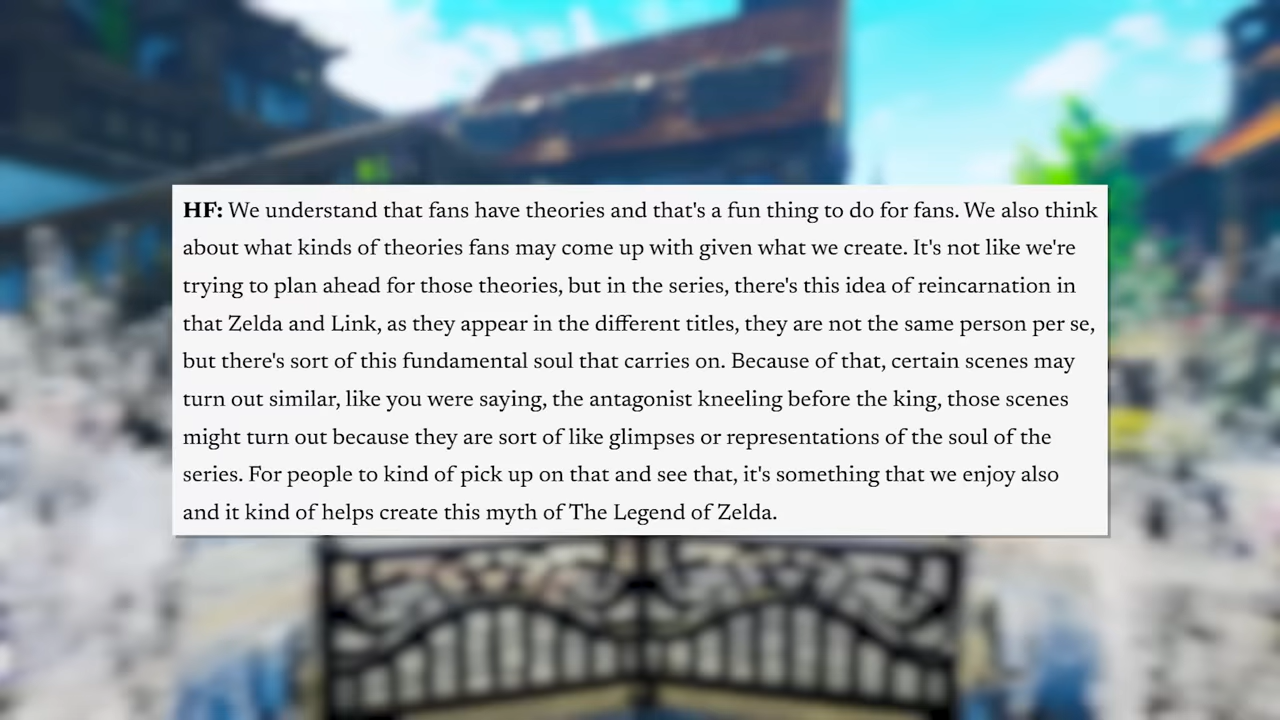 HF: We understand that fans have theories and that's a fun thing to do for fans. We also think
about what kinds of theories fans may come up with given what we create. It's not like we're
trying to plan ahead for those theories, but in the series, there's this idea of reincarnation in
that Zelda and Link, as they appear in the different titles, they are not the same person per se,
but there's sort of this fundamental soul that carries on. Because of that, certain scenes may
turn out similar, like you were saying, the antagonist kneeling before the king, those scenes
might turn out because they are sort of like glimpses or representations of the soul of the
series. For people to kind of pick up on that and see that, it's something that we enjoy also
and it kind of helps create this myth of The Legend of Zelda.